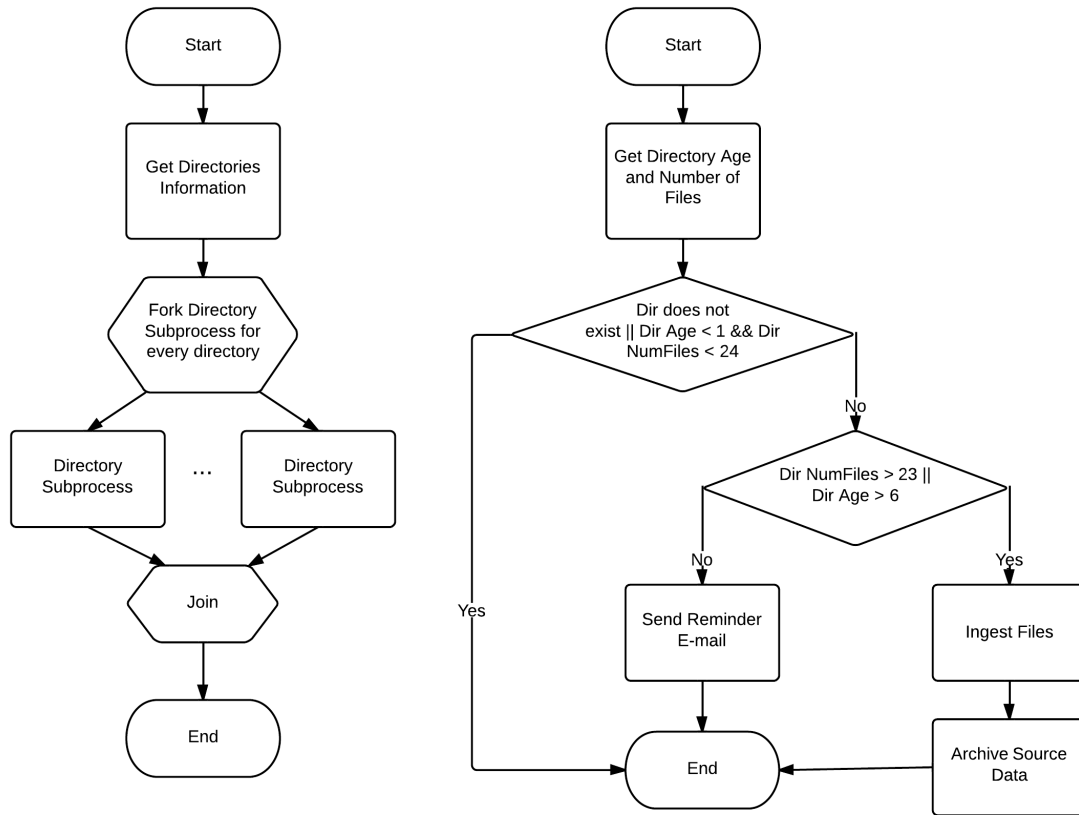 Start
Get Directories
Information
Fork Directory
Subprocess for
every directory
Directory
Subprocess
...
Directory
Subprocess
Join
End
Start
Get Directory Age
and Number of
Files
Dir does not
exist || Dir Age < 1 && Dir
NumFiles < 24
No
Dir NumFiles > 23 ||
Dir Age > 6
No
Yes
Yes
Send Reminder
E-mail
Ingest Files
End
Archive Source
Data